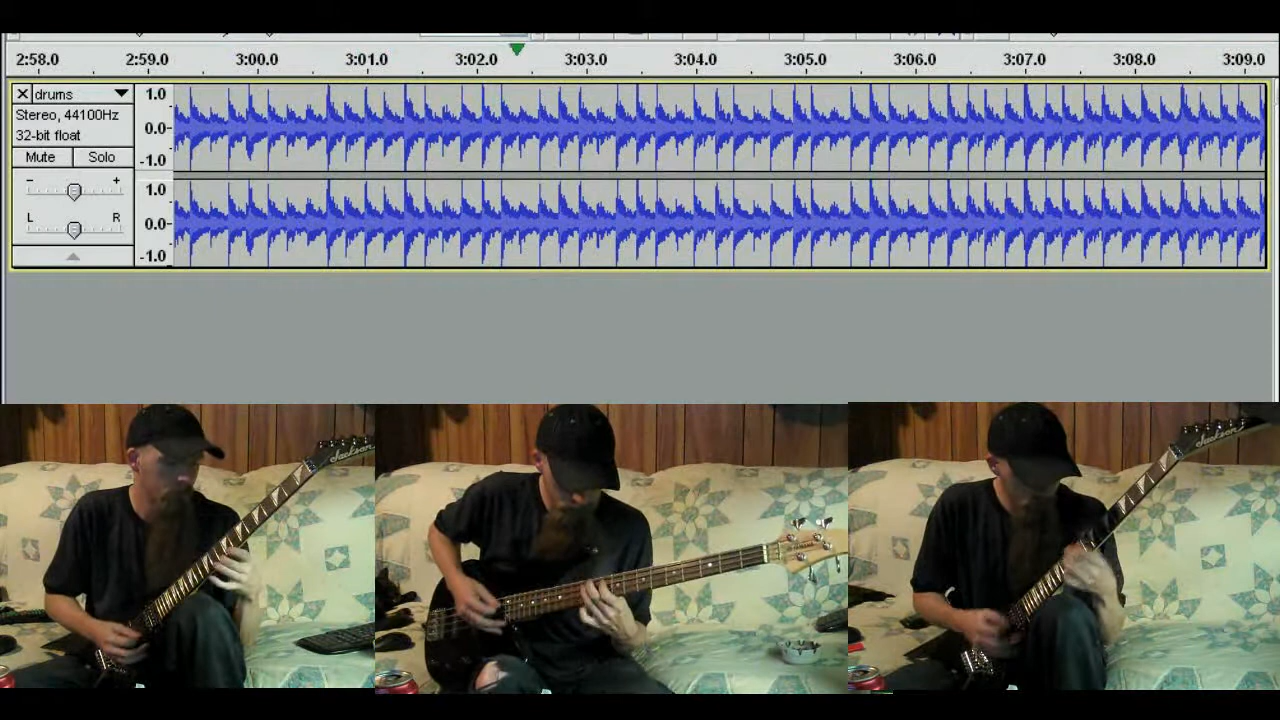 2:58.0 2:59.0 3:00.0 3:01.0 3:02.0 3:03.0 3:04.0 3:05.0 3:06.0 3:07.0 3:08.0 3:09.0
drums
Stereo, 44100Hz
32-bit float
Mute Solo
- +
L R
1.0
0.0-
-1.0
1.0
0.0-
-1.0
Jackson
Jackson